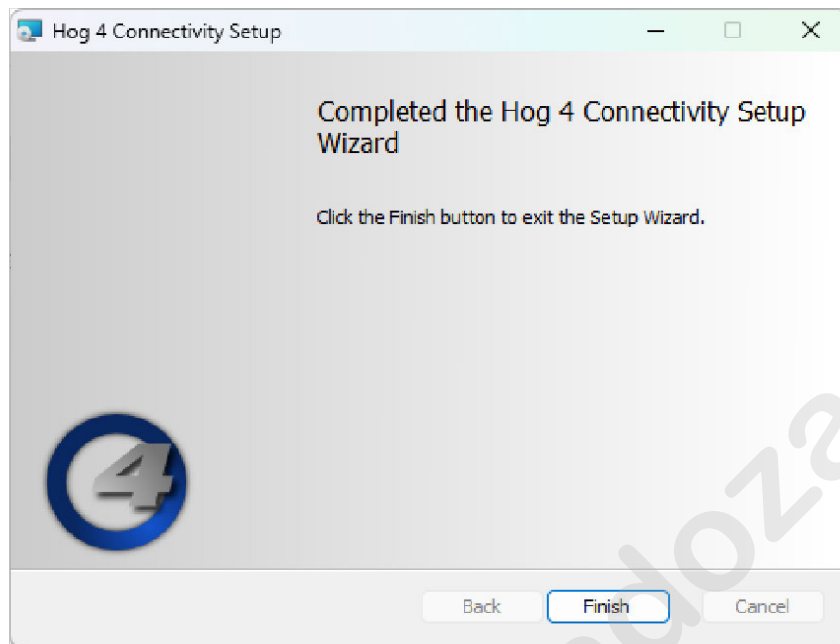 Hog 4 Connectivity Setup
Completed the Hog 4 Connectivity Setup
Wizard
Click the Finish button to exit the Setup Wizard.
4
Back Finish Cancel